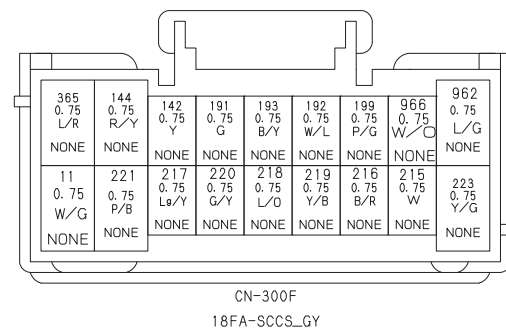 365 144 142 191 193 192 199 966 962
0.75 0.75 0.75 0.75 0.75 0.75 0.75 0.75 0.75
L/R R/Y Y G B/Y W/L P/G W/O L/G
NONE NONE NONE NONE NONE NONE NONE NONE NONE
11 221 217 220 218 219 216 215 223
0.75 0.75 0.75 0.75 0.75 0.75 0.75 0.75 0.75
W/G P/B Lg/Y G/Y L/O Y/B B/R W Y/G
NONE NONE NONE NONE NONE NONE NONE NONE NONE
CN-300F
18FA-SCCS_GY